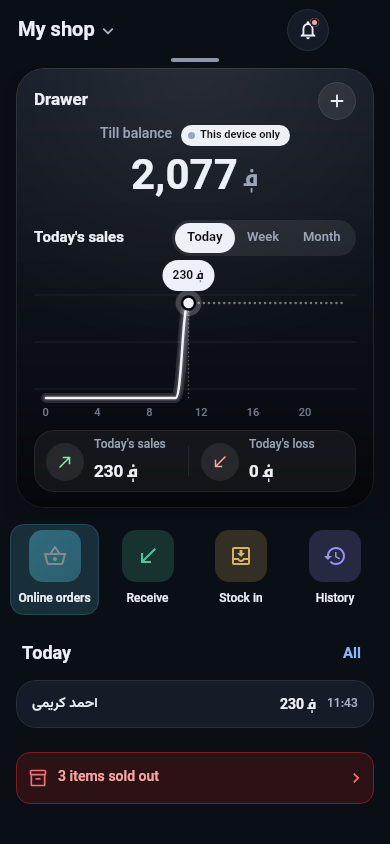 My shop
Drawer
Till balance
This device only
2,077 ؋
Today's sales
Today
Week
Month
230 ؋
0 4 8 12 16 20
Today's sales
230 ؋
Today's loss
0 ؋
Online orders
Receive
Stock in
History
Today
All
احمد کریمی
230 ؋
11:43
3 items sold out